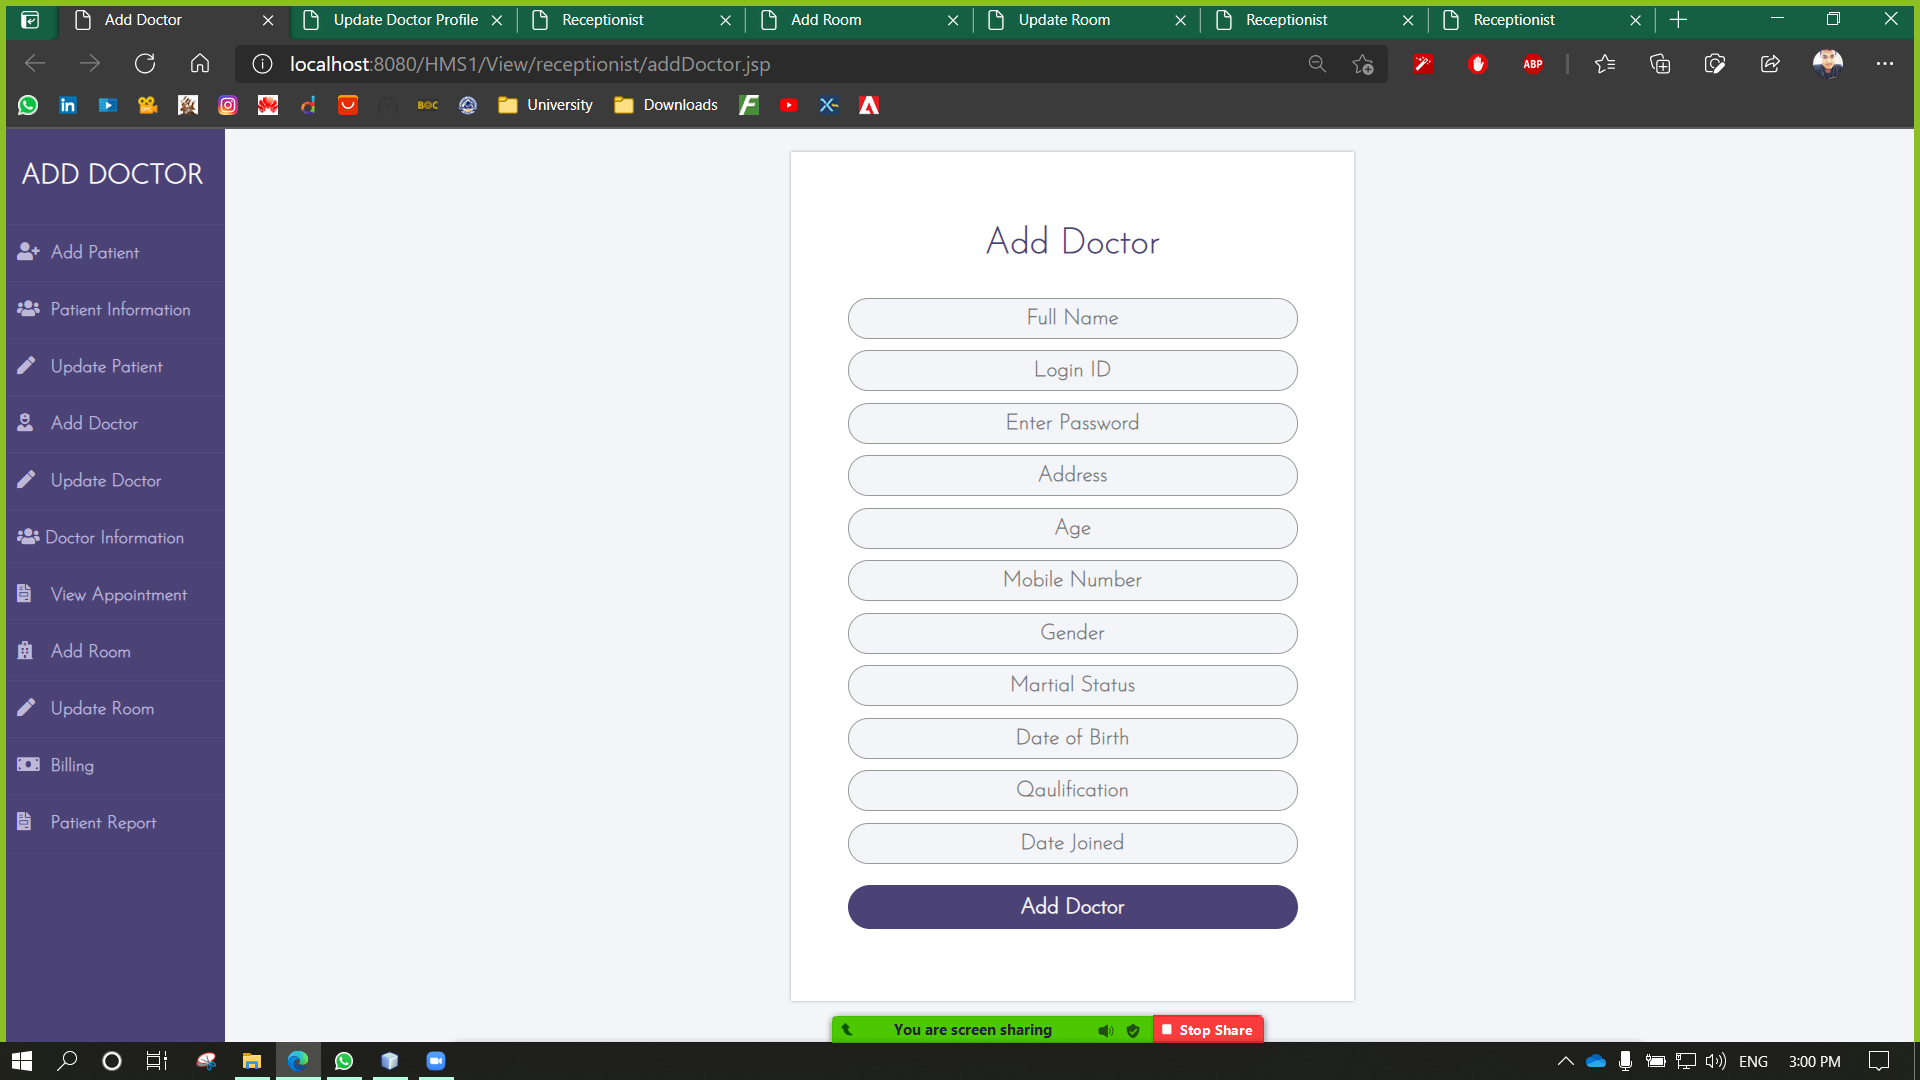 Add Doctor
Update Doctor Profile
Receptionist
Add Room
Update Room
Receptionist
Receptionist
localhost:8080/HMS1/View/receptionist/addDoctor.jsp
ABP
BOC
University
Downloads
ADD DOCTOR
Add Patient
Patient Information
Update Patient
Add Doctor
Update Doctor
Doctor Information
View Appointment
Add Room
Update Room
Billing
Patient Report
Add Doctor
Full Name
Login ID
Enter Password
Address
Age
Mobile Number
Gender
Martial Status
Date of Birth
Qaulification
Date Joined
Add Doctor
You are screen sharing
Stop Share
ENG
3:00 PM